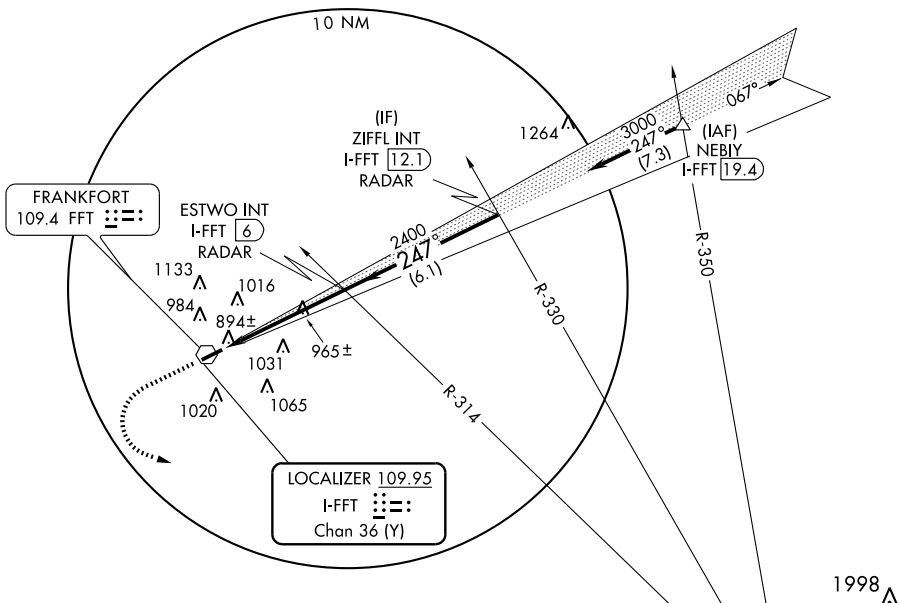 10 NM
1264
3000
247°
(7.3)
067°
(IAF)
NEBIY
I-FFT 19.4
(IF)
ZIFFL INT
I-FFT 12.1
RADAR
FRANKFORT
109.4 FFT
ESTWO INT
I-FFT 6
RADAR
2400
247°
(6.1)
R-350
R-330
R-314
1133
1016
984
894±
965±
1031
1020
1065
LOCALIZER 109.95
I-FFT
Chan 36 (Y)
1998